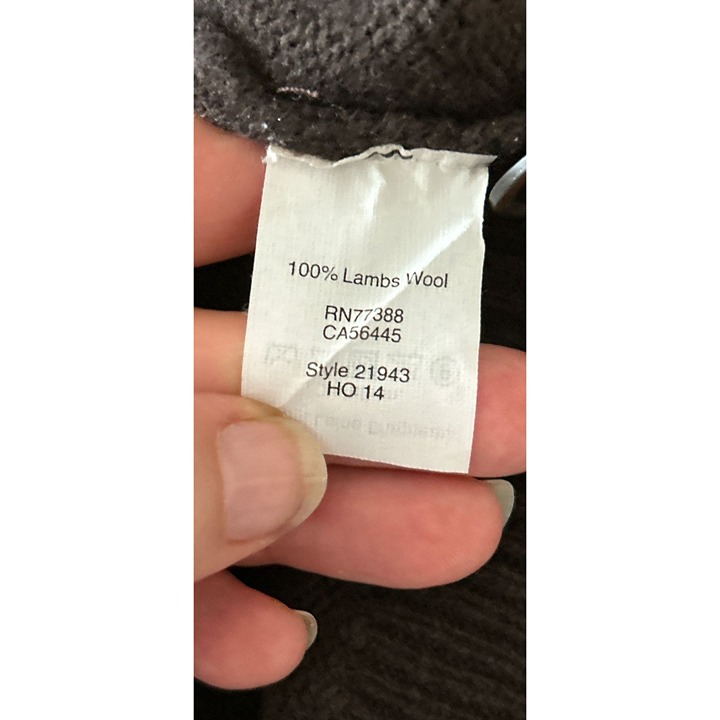 100% Lambs Wool
RN77388
CA56445
Style 21943
HO 14